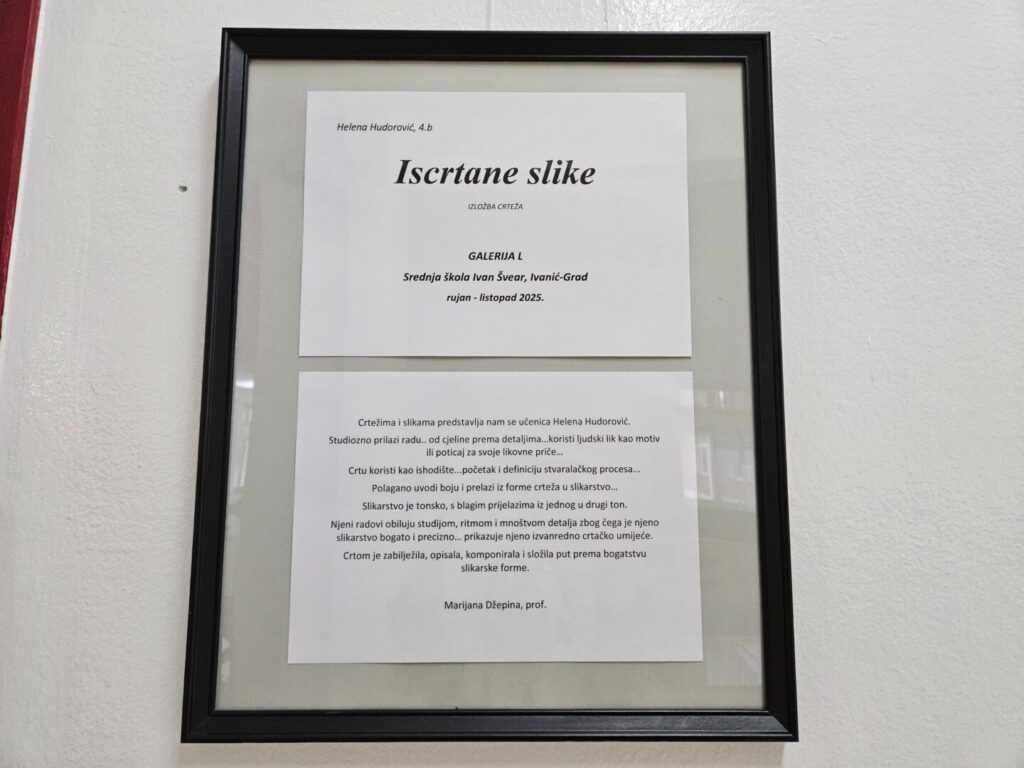 Helena Hudorović, 4.b
Iscrtane slike
IZLOŽBA CRTEŽA
GALERIJA L
Srednja škola Ivan Švear, Ivanić-Grad
rujan - listopad 2025.
Crtežima i slikama predstavlja nam se učenica Helena Hudorović.
Studiozno prilazi radu.. od cjeline prema detaljima...koristi ljudski lik kao motiv
ili poticaj za svoje likovne priče...
Crtu koristi kao ishodište...početak i definiciju stvaralačkog procesa...
Polagano uvodi boju i prelazi iz forme crteža u slikarstvo...
Slikarstvo je tonsko, s blagim prijelazima iz jednog u drugi ton.
Njeni radovi obiluju studijom, ritmom i mnoštvom detalja zbog čega je njeno
slikarstvo bogato i precizno... prikazuje njeno izvanredno crtačko umijeće.
Crtom je zabilježila, opisala, komponirala i složila put prema bogatstvu
slikarske forme.
Marijana Džepina, prof.